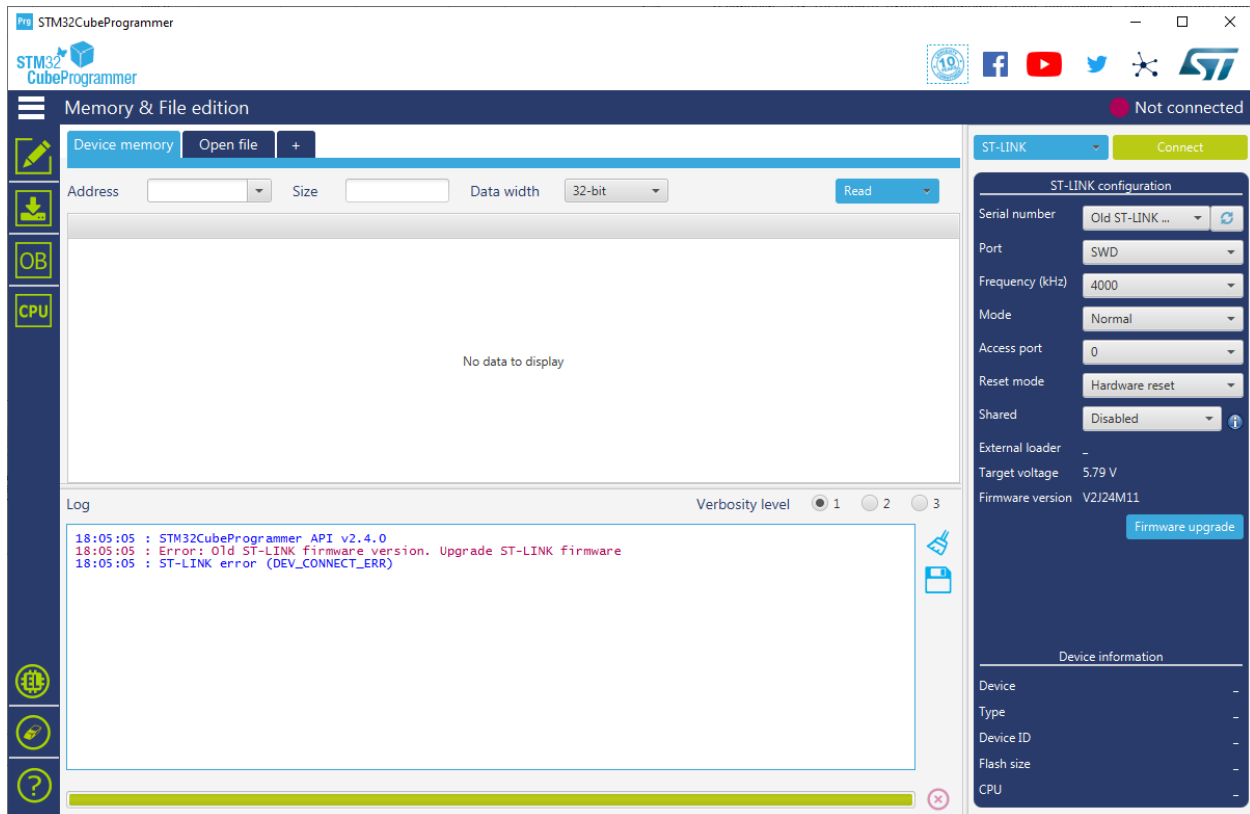 Prg STM32CubeProgrammer
STM32
CubeProgrammer
10
Memory & File edition
Not connected
Device memory Open file +
ST-LINK Connect
Address Size Data width 32-bit Read
ST-LINK configuration
Serial number Old ST-LINK ...
OB
Port SWD
Frequency (kHz) 4000
CPU
Mode Normal
No data to display
Access port 0
Reset mode Hardware reset
Shared Disabled
External loader _
Target voltage 5.79 V
Log Verbosity level 1 2 3
Firmware version V2J24M11
Firmware upgrade
18:05:05 : STM32CubeProgrammer API v2.4.0
18:05:05 : Error: Old ST-LINK firmware version. Upgrade ST-LINK firmware
18:05:05 : ST-LINK error (DEV_CONNECT_ERR)
Device information
EL
Device _
Type _
Device ID _
Flash size _
?
CPU _